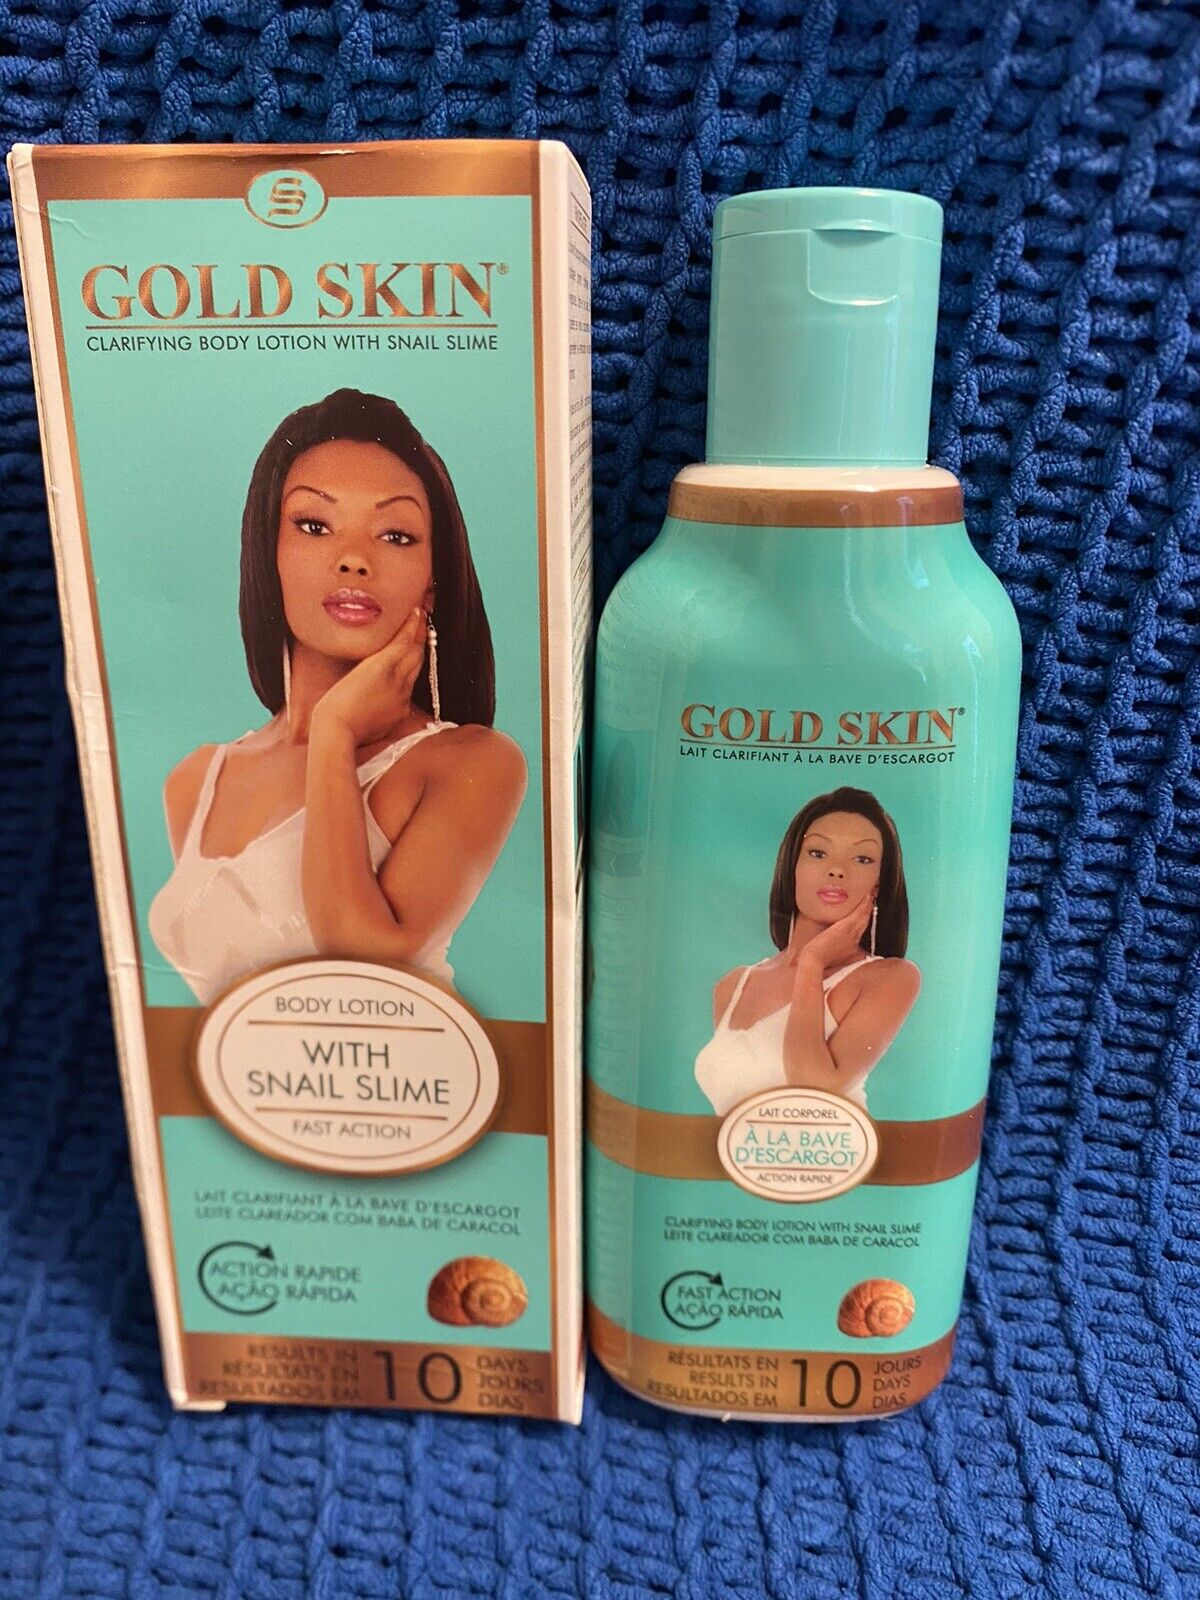 S
GOLD SKIN®
CLARIFYING BODY LOTION WITH SNAIL SLIME
BODY LOTION
WITH
SNAIL SLIME
FAST ACTION
LAIT CLARIFIANT À LA BAVE D'ESCARGOT
LEITE CLAREADOR COM BABA DE CARACOL
ACTION RAPIDE
AÇÃO RÁPIDA
RESULTS IN
RÉSULTATS EN
RESULTADOS EM
10
DAYS
JOURS
DIAS
GOLD SKIN®
LAIT CLARIFIANT À LA BAVE D'ESCARGOT
LAIT CORPOREL
À LA BAVE
D'ESCARGOT
ACTION RAPIDE
CLARIFYING BODY LOTION WITH SNAIL SLIME
LEITE CLAREADOR COM BABA DE CARACOL
FAST ACTION
AÇÃO RÁPIDA
RÉSULTATS EN
RESULTS IN
RESULTADOS EM
10
JOURS
DAYS
DIAS